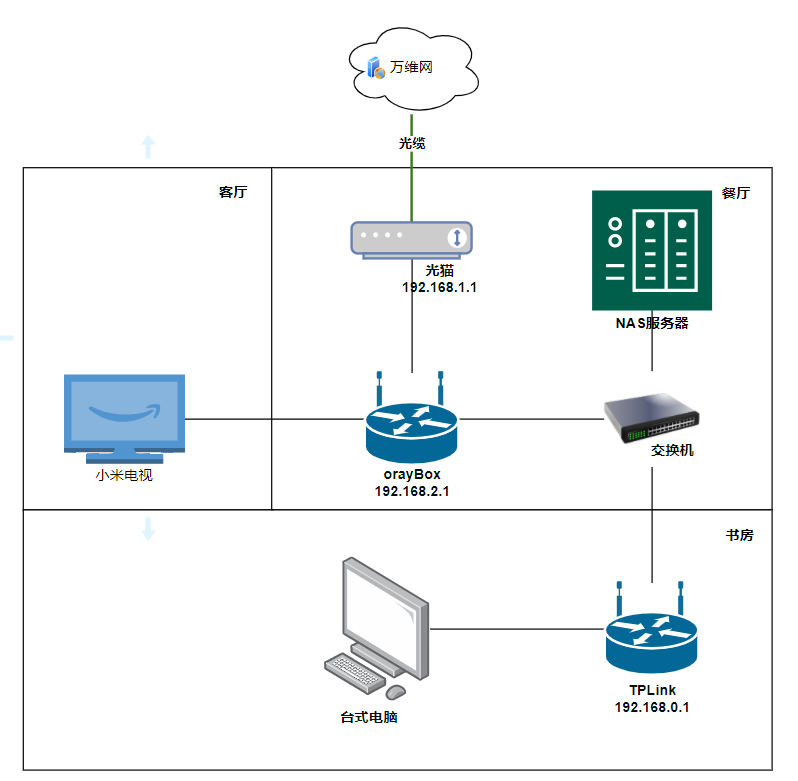 万维网
光缆
客厅
餐厅
光猫
192.168.1.1
NAS服务器
交换机
小米电视
orayBox
192.168.2.1
书房
TPLink
192.168.0.1
台式电脑